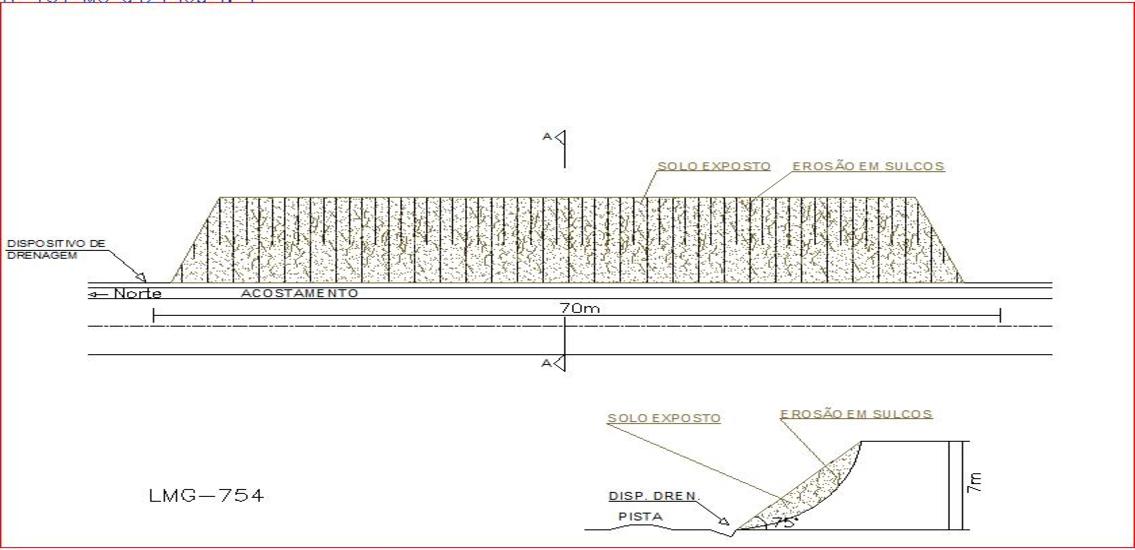 A
SOLO EXPOSTO
EROSÃO EM SULCOS
DISPOSITIVO DE
DRENAGEM
Norte
ACOSTAMENTO
70m
A
SOLO EXPOSTO
EROSÃO EM SULCOS
LMG-754
DISP. DREN.
PISTA
75°
7m